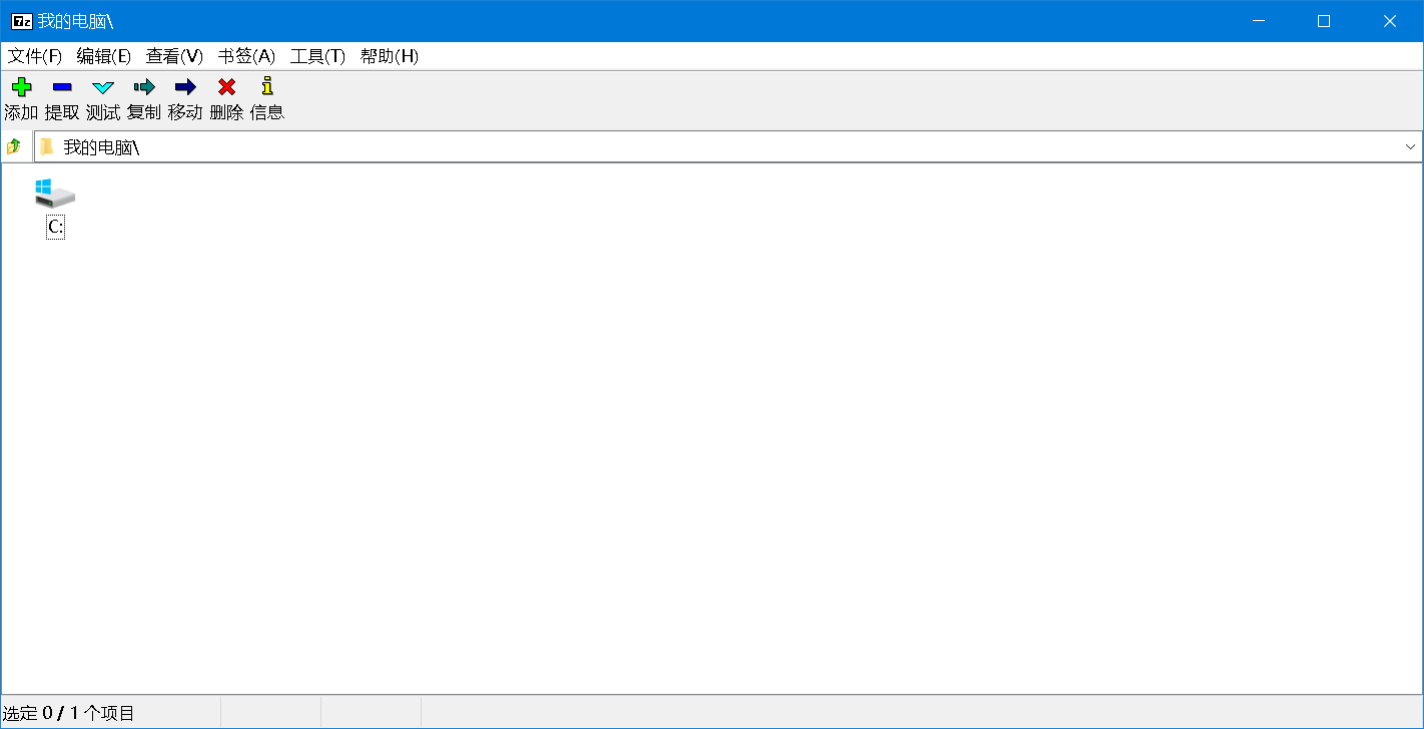 7z 我的电脑\
文件(F) 编辑(E) 查看(V) 书签(A) 工具(T) 帮助(H)
添加 提取 测试 复制 移动 删除 信息
我的电脑\
C:
选定 0 / 1 个项目